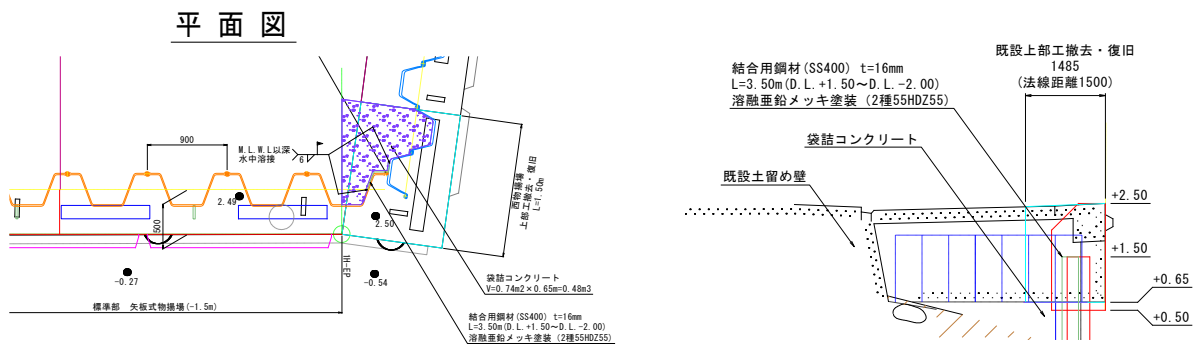 平 面 図
900
M.L.W.L以深
水中溶接
6
2.49
500
2.50
-0.27
1H-EP
-0.54
標準部 矢板式物揚場(-1.5m)
西物揚場
上部工撤去・復旧
L=1.50m
袋詰コンクリート
V=0.74m2×0.65m=0.48m3
結合用鋼材(SS400) t=16mm
L=3.50m(D.L.+1.50～D.L.-2.00)
溶融亜鉛メッキ塗装(2種55HDZ55)
既設上部工撤去・復旧
1485
(法線距離1500)
結合用鋼材(SS400) t=16mm
L=3.50m(D.L.+1.50～D.L.-2.00)
溶融亜鉛メッキ塗装(2種55HDZ55)
袋詰コンクリート
既設土留め壁
+2.50
+1.50
+0.65
+0.50